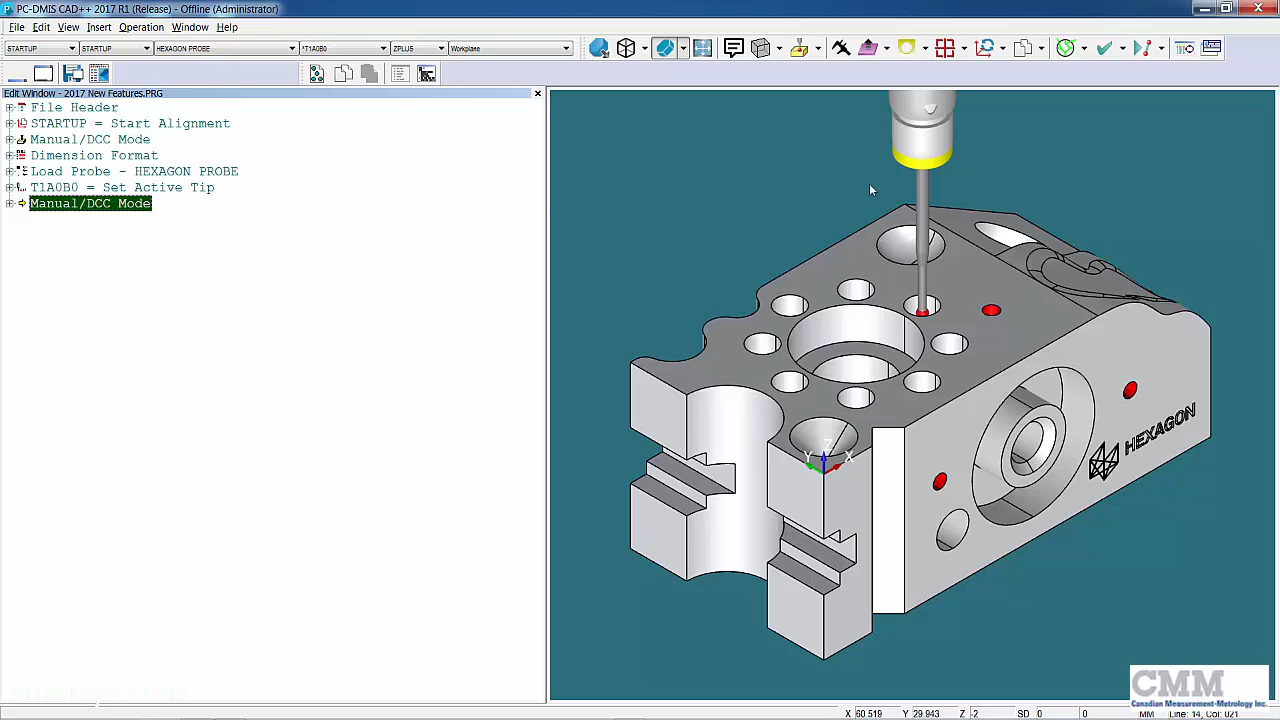 PC-DMIS CAD++ 2017 R1 (Release) - Offline (Administrator)
File Edit View Insert Operation Window Help
STARTUP STARTUP HEXAGON PROBE *T1A0B0 ZPLUS Workplane
Edit Window - 2017 New Features.PRG
File Header
STARTUP = Start Alignment
Manual/DCC Mode
Dimension Format
Load Probe - HEXAGON PROBE
T1A0B0 = Set Active Tip
Manual/DCC Mode
HEXAGON
Z
Y X
CMM
Canadian Measurement-Metrology Inc.
X 60.519 Y 29.943 Z -2 SD 0 0 MM Line: 14, Col: 021